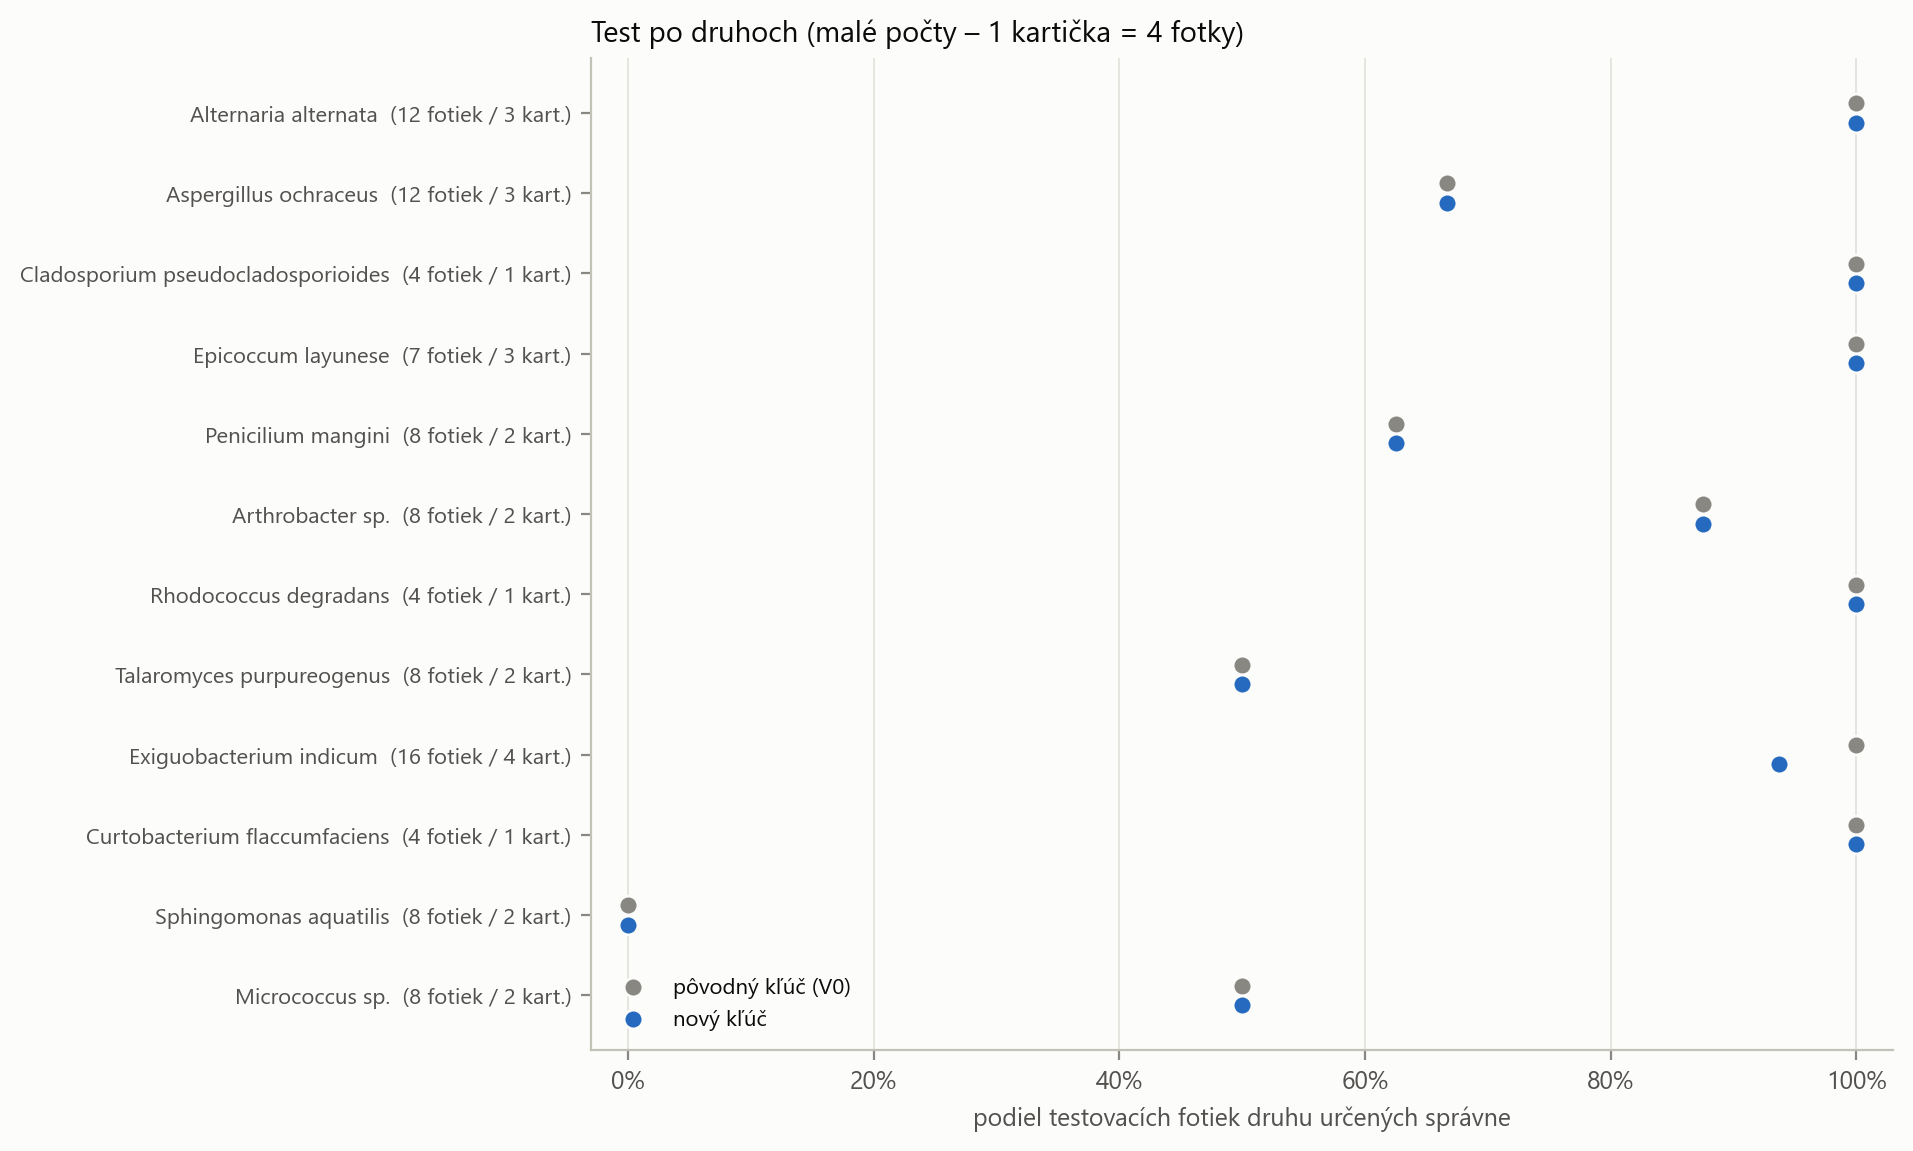 Test po druhoch (malé počty – 1 kartička = 4 fotky)
Alternaria alternata (12 fotiek / 3 kart.)
Aspergillus ochraceus (12 fotiek / 3 kart.)
Cladosporium pseudocladosporioides (4 fotiek / 1 kart.)
Epicoccum layunese (7 fotiek / 3 kart.)
Penicilium mangini (8 fotiek / 2 kart.)
Arthrobacter sp. (8 fotiek / 2 kart.)
Rhodococcus degradans (4 fotiek / 1 kart.)
Talaromyces purpureogenus (8 fotiek / 2 kart.)
Exiguobacterium indicum (16 fotiek / 4 kart.)
Curtobacterium flaccumfaciens (4 fotiek / 1 kart.)
Sphingomonas aquatilis (8 fotiek / 2 kart.)
Micrococcus sp. (8 fotiek / 2 kart.)
pôvodný kľúč (V0)
nový kľúč
0% 20% 40% 60% 80% 100%
podiel testovacích fotiek druhu určených správne